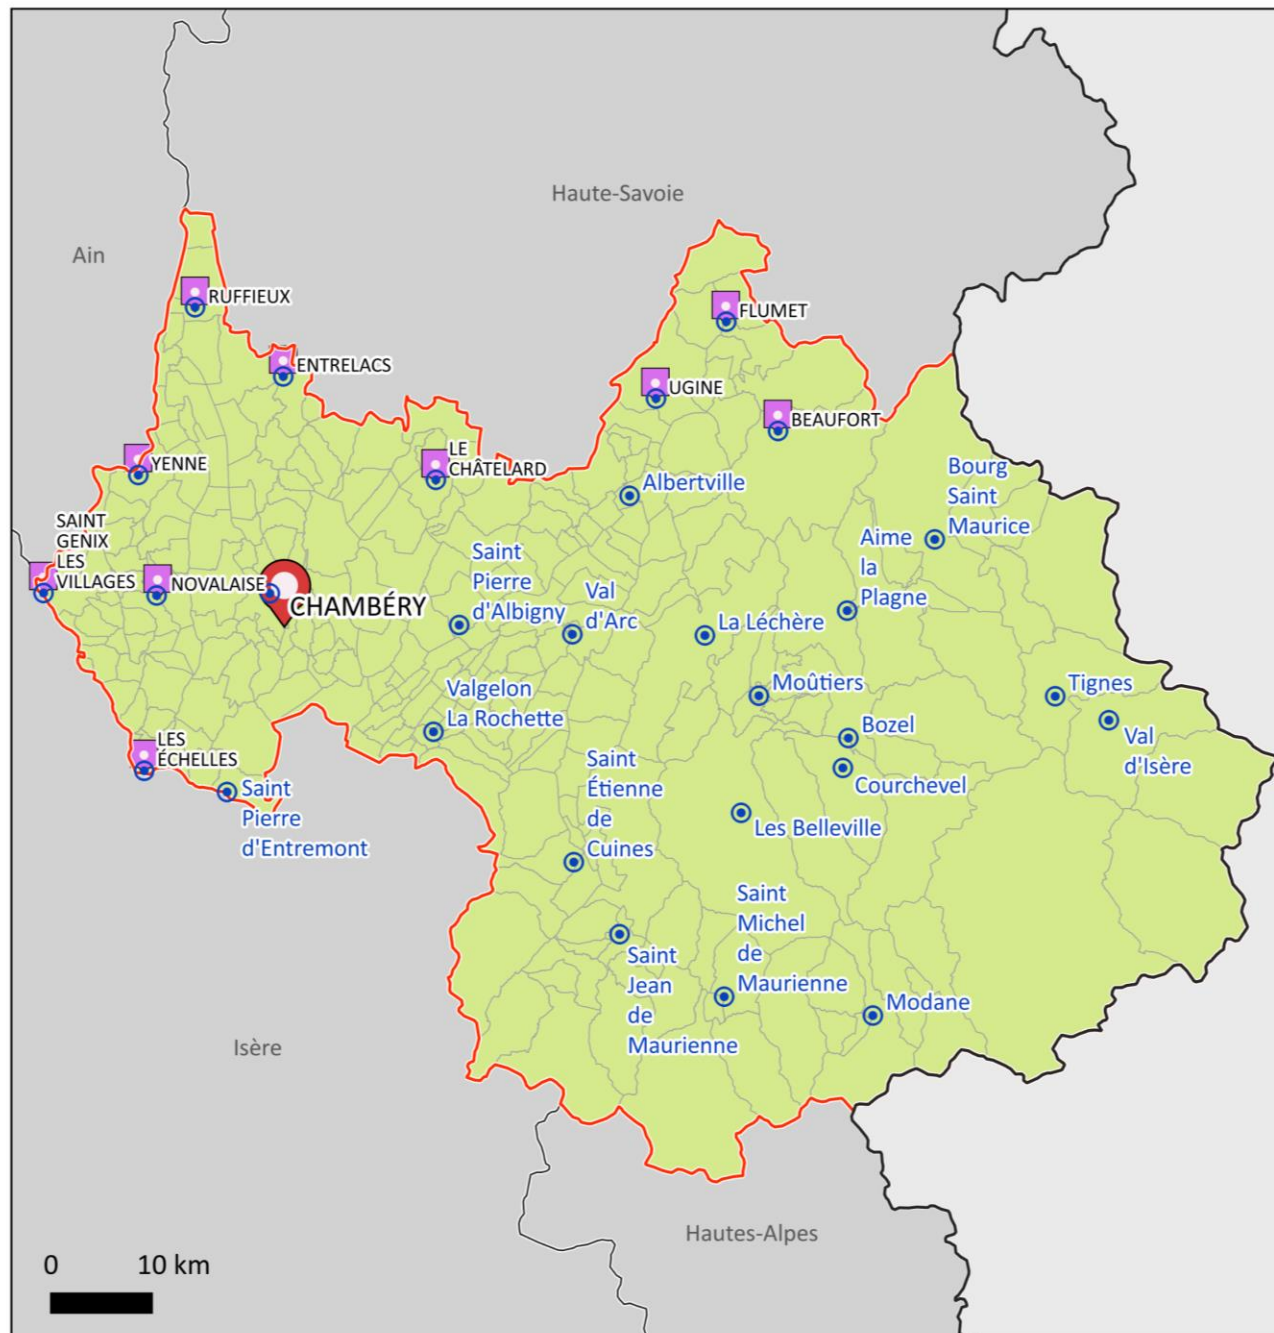 Haute-Savoie
Ain
RUFFIEUX
FLUMET
ENTRELACS
UGINE
BEAUFORT
YENNE
LE
CHÂTELARD
Albertville
Bourg
Saint
Maurice
SAINT
GENIX
LES
VILLAGES
NOVALAISE
CHAMBÉRY
Saint
Pierre
d'Albigny
Val
d'Arc
Aime
la
Plagne
La Léchère
Valgelon
La Rochette
Moûtiers
Tignes
Bozel
Val
d'Isère
LES
ÉCHELLES
Saint
Pierre
d'Entremont
Saint
Étienne
de
Cuines
Courchevel
Les Belleville
Saint
Michel
de
Maurienne
Saint
Jean
de
Maurienne
Modane
Isère
Hautes-Alpes
0 10 km